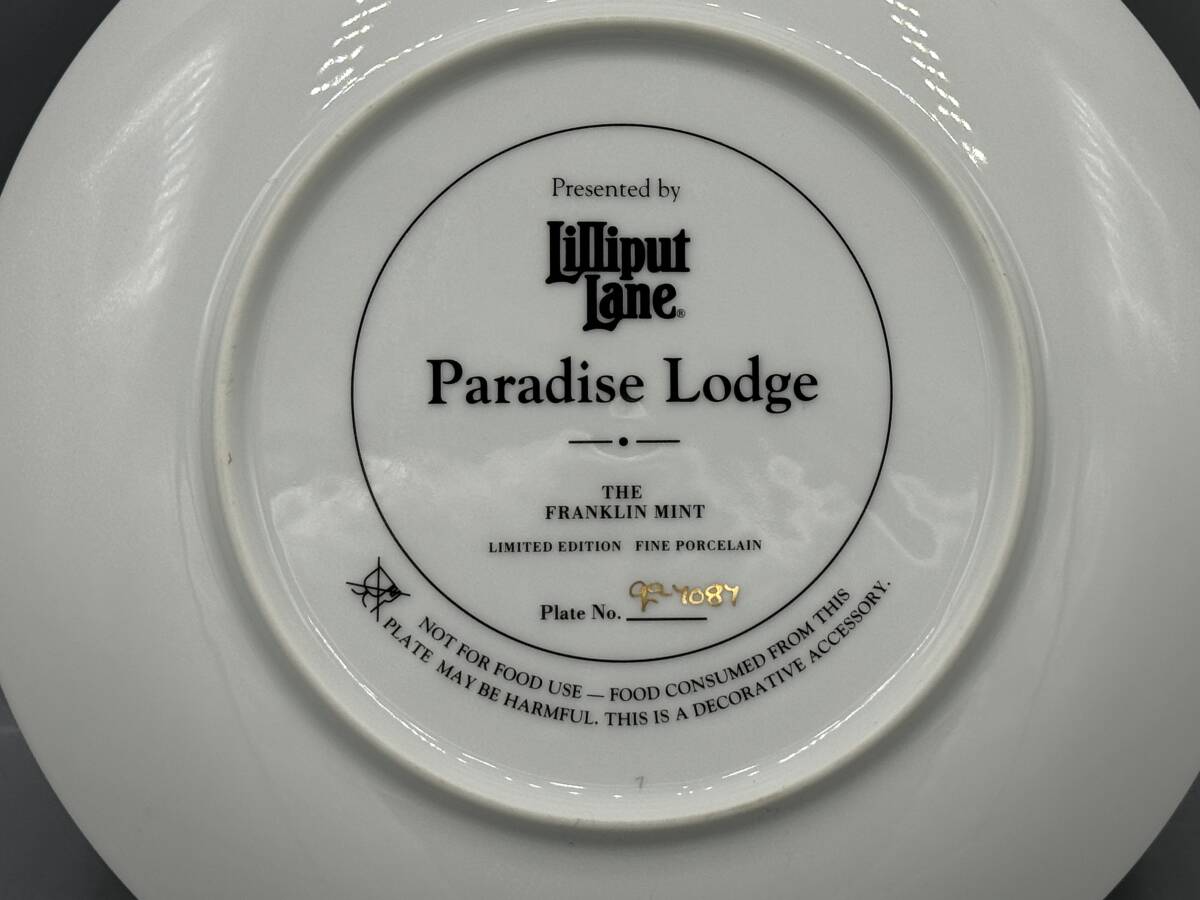 Presented by
Lilliput
Lane®
Paradise Lodge
THE
FRANKLIN MINT
LIMITED EDITION FINE PORCELAIN
Plate No.
NOT FOR FOOD USE — FOOD CONSUMED FROM THIS
PLATE MAY BE HARMFUL. THIS IS A DECORATIVE ACCESSORY.